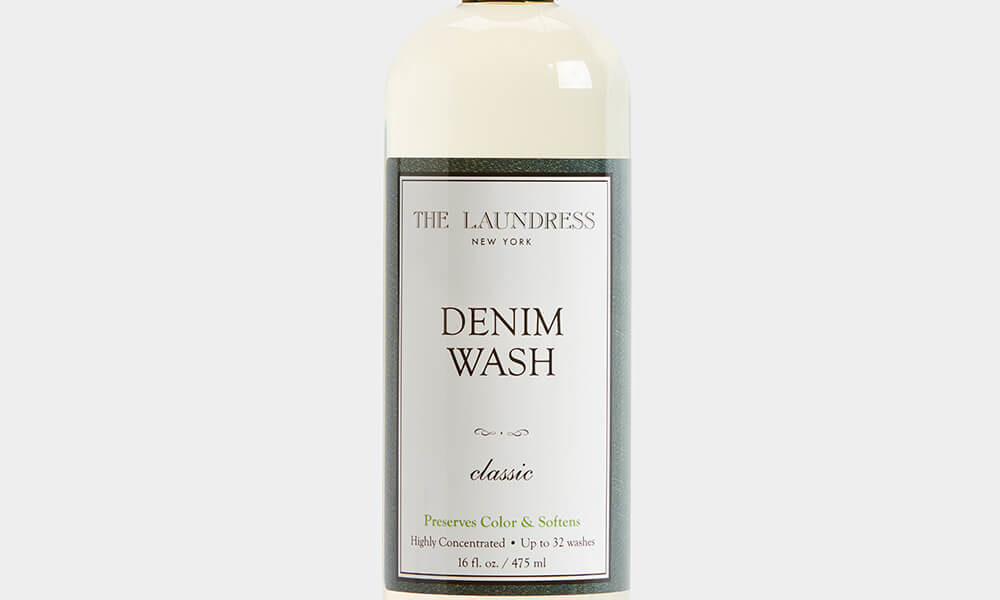 THE LAUNDRESS
NEW YORK
DENIM
WASH
classic
Preserves Color & Softens
Highly Concentrated • Up to 32 washes
16 fl. oz. / 475 ml